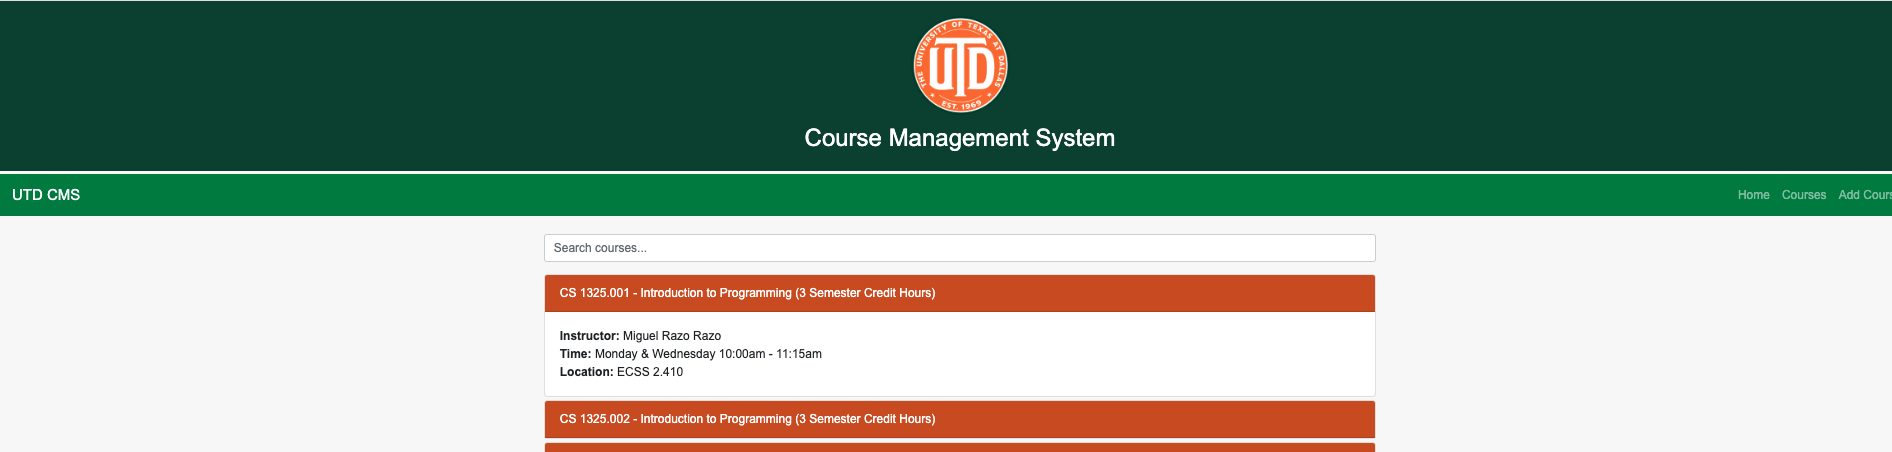 THE UNIVERSITY OF TEXAS AT DALLAS
UTD
EST. 1969
Course Management System
UTD CMS
Home Courses Add Cours
Search courses...
CS 1325.001 - Introduction to Programming (3 Semester Credit Hours)
Instructor: Miguel Razo Razo
Time: Monday & Wednesday 10:00am - 11:15am
Location: ECSS 2.410
CS 1325.002 - Introduction to Programming (3 Semester Credit Hours)